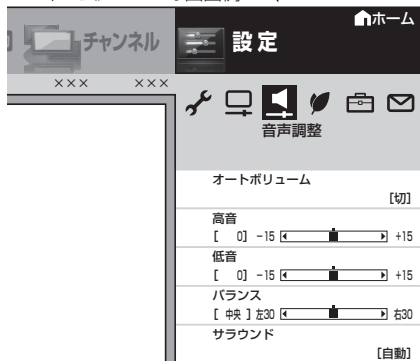 ホーム
チャンネル
設定
××× ×××
音声調整
オートボリューム
[切]
高音
[ 0] -15 +15
低音
[ 0] -15 +15
バランス
[ 中央 ] 左30 右30
サラウンド
[自動]